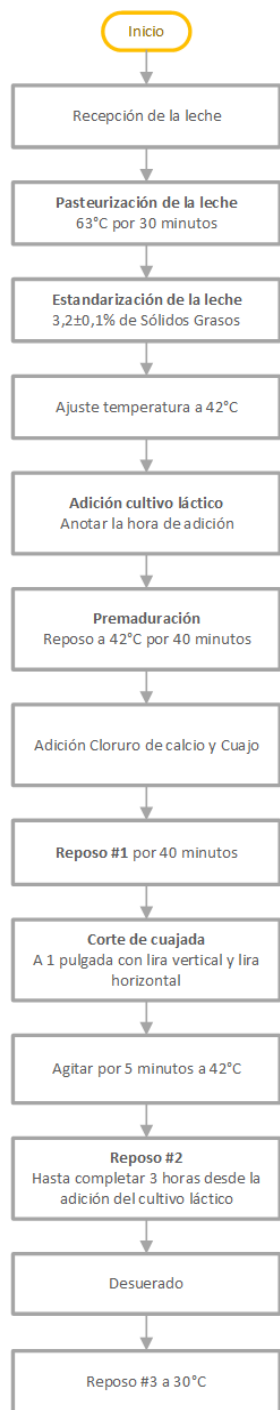 Inicio
Recepción de la leche
Pasteurización de la leche
63°C por 30 minutos
Estandarización de la leche
3,2±0,1% de Sólidos Grasos
Ajuste temperatura a 42°C
Adición cultivo láctico
Anotar la hora de adición
Premaduración
Reposo a 42°C por 40 minutos
Adición Cloruro de calcio y Cuajo
Reposo #1 por 40 minutos
Corte de cuajada
A 1 pulgada con lira vertical y lira
horizontal
Agitar por 5 minutos a 42°C
Reposo #2
Hasta completar 3 horas desde la
adición del cultivo láctico
Desuerado
Reposo #3 a 30°C